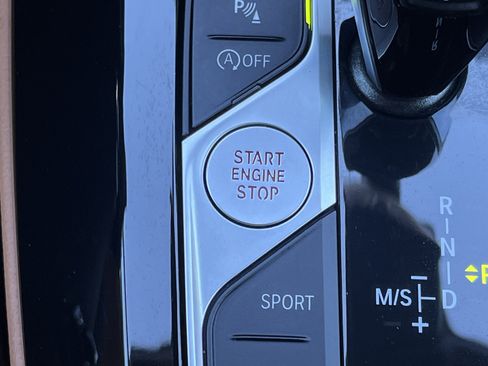 P
A OFF
START
ENGINE
STOP
SPORT
R
N
D
M/S
+
P